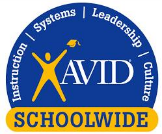 Instruction | Systems | Leadership | Culture
AVID
SCHOOLWIDE